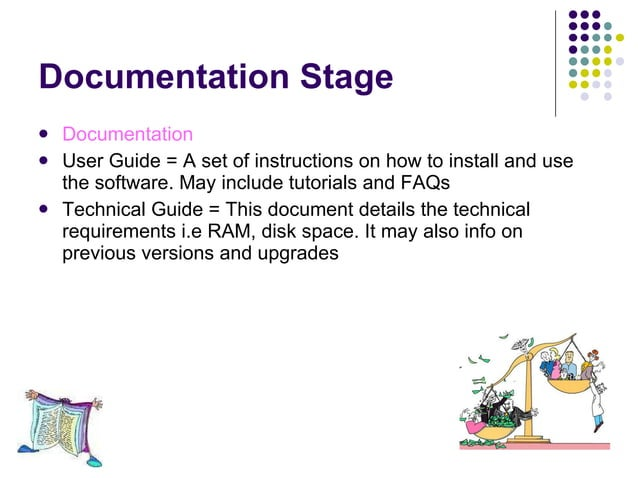 Documentation Stage
Documentation
User Guide = A set of instructions on how to install and use
the software. May include tutorials and FAQs
Technical Guide = This document details the technical
requirements i.e RAM, disk space. It may also info on
previous versions and upgrades